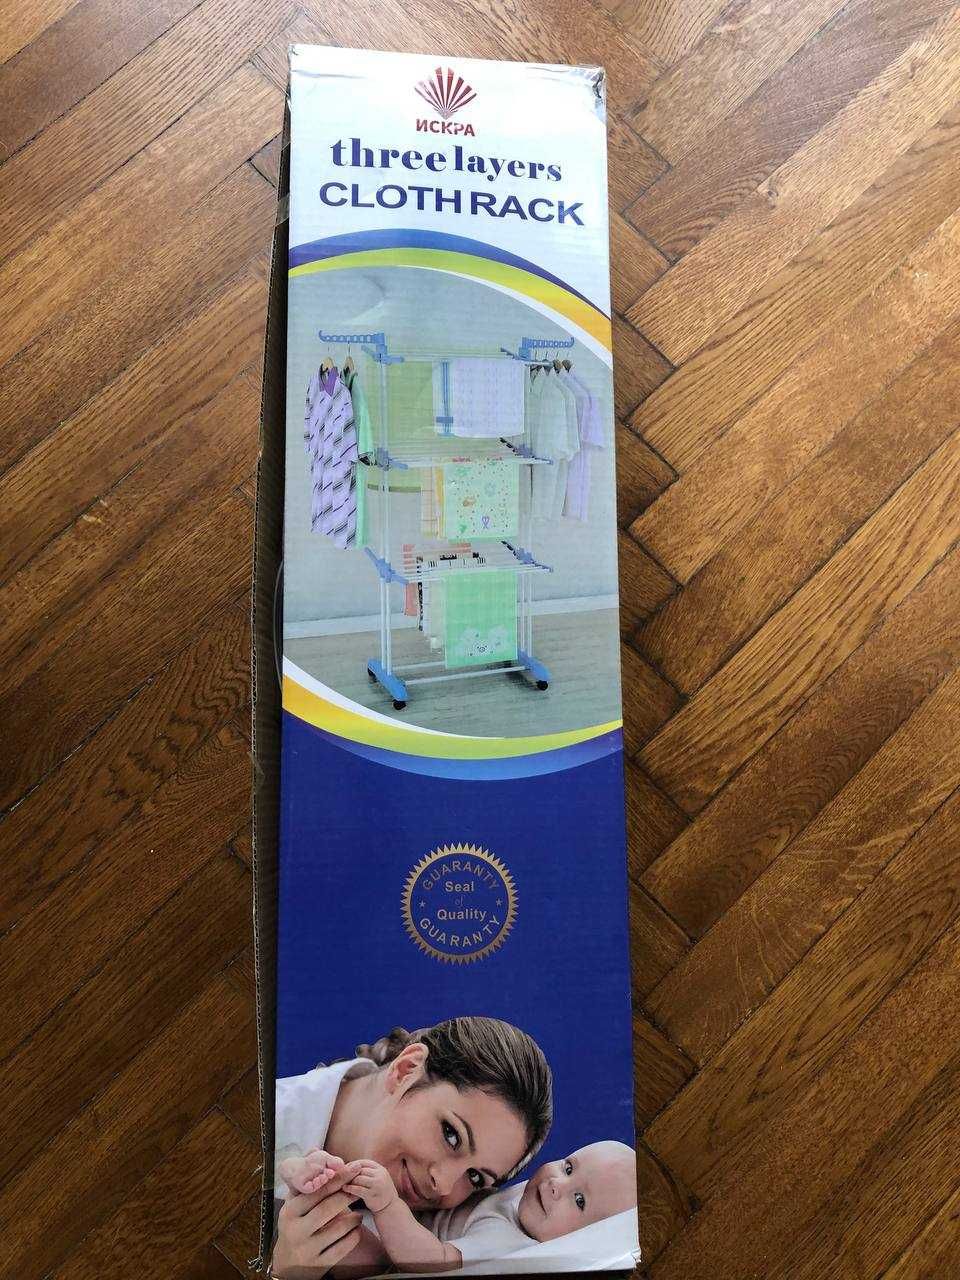 ИСКРА
three layers
CLOTH RACK
GUARANTY
Seal
of
Quality
GUARANTY